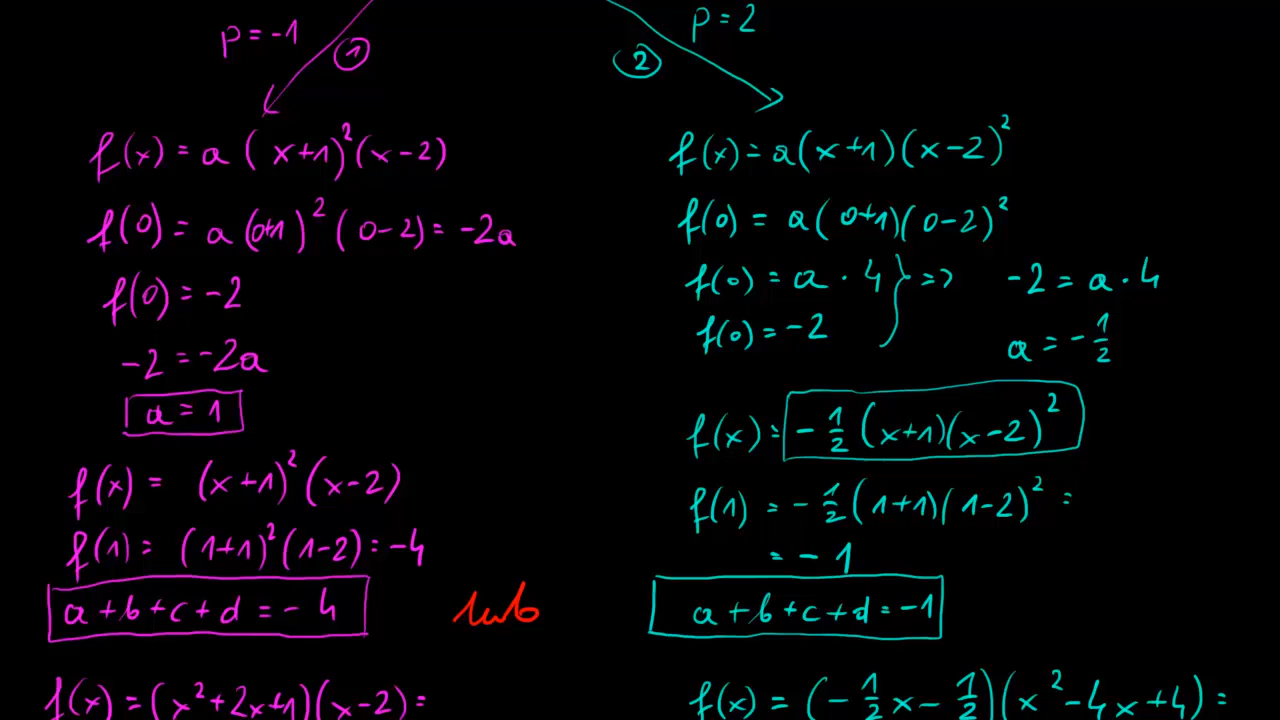 p = -1
①
f(x) = a (x+1)²(x-2)
f(0) = a (0+1)² (0-2) = -2a
f(0) = -2
-2 = -2a
a = 1
f(x) = (x+1)²(x-2)
f(1) = (1+1)²(1-2) = -4
a+b+c+d = -4
f(x) = (x²+2x+1)(x-2) =
lub
p = 2
②
f(x) = a(x+1)(x-2)²
f(0) = a(0+1)(0-2)²
f(0) = a · 4 } => -2 = a · 4
f(0) = -2
a = -1/2
f(x) = -1/2 (x+1)(x-2)²
f(1) = -1/2 (1+1)(1-2)² =
= -1
a+b+c+d = -1
f(x) = (-1/2x - 1/2)(x²-4x+4) =